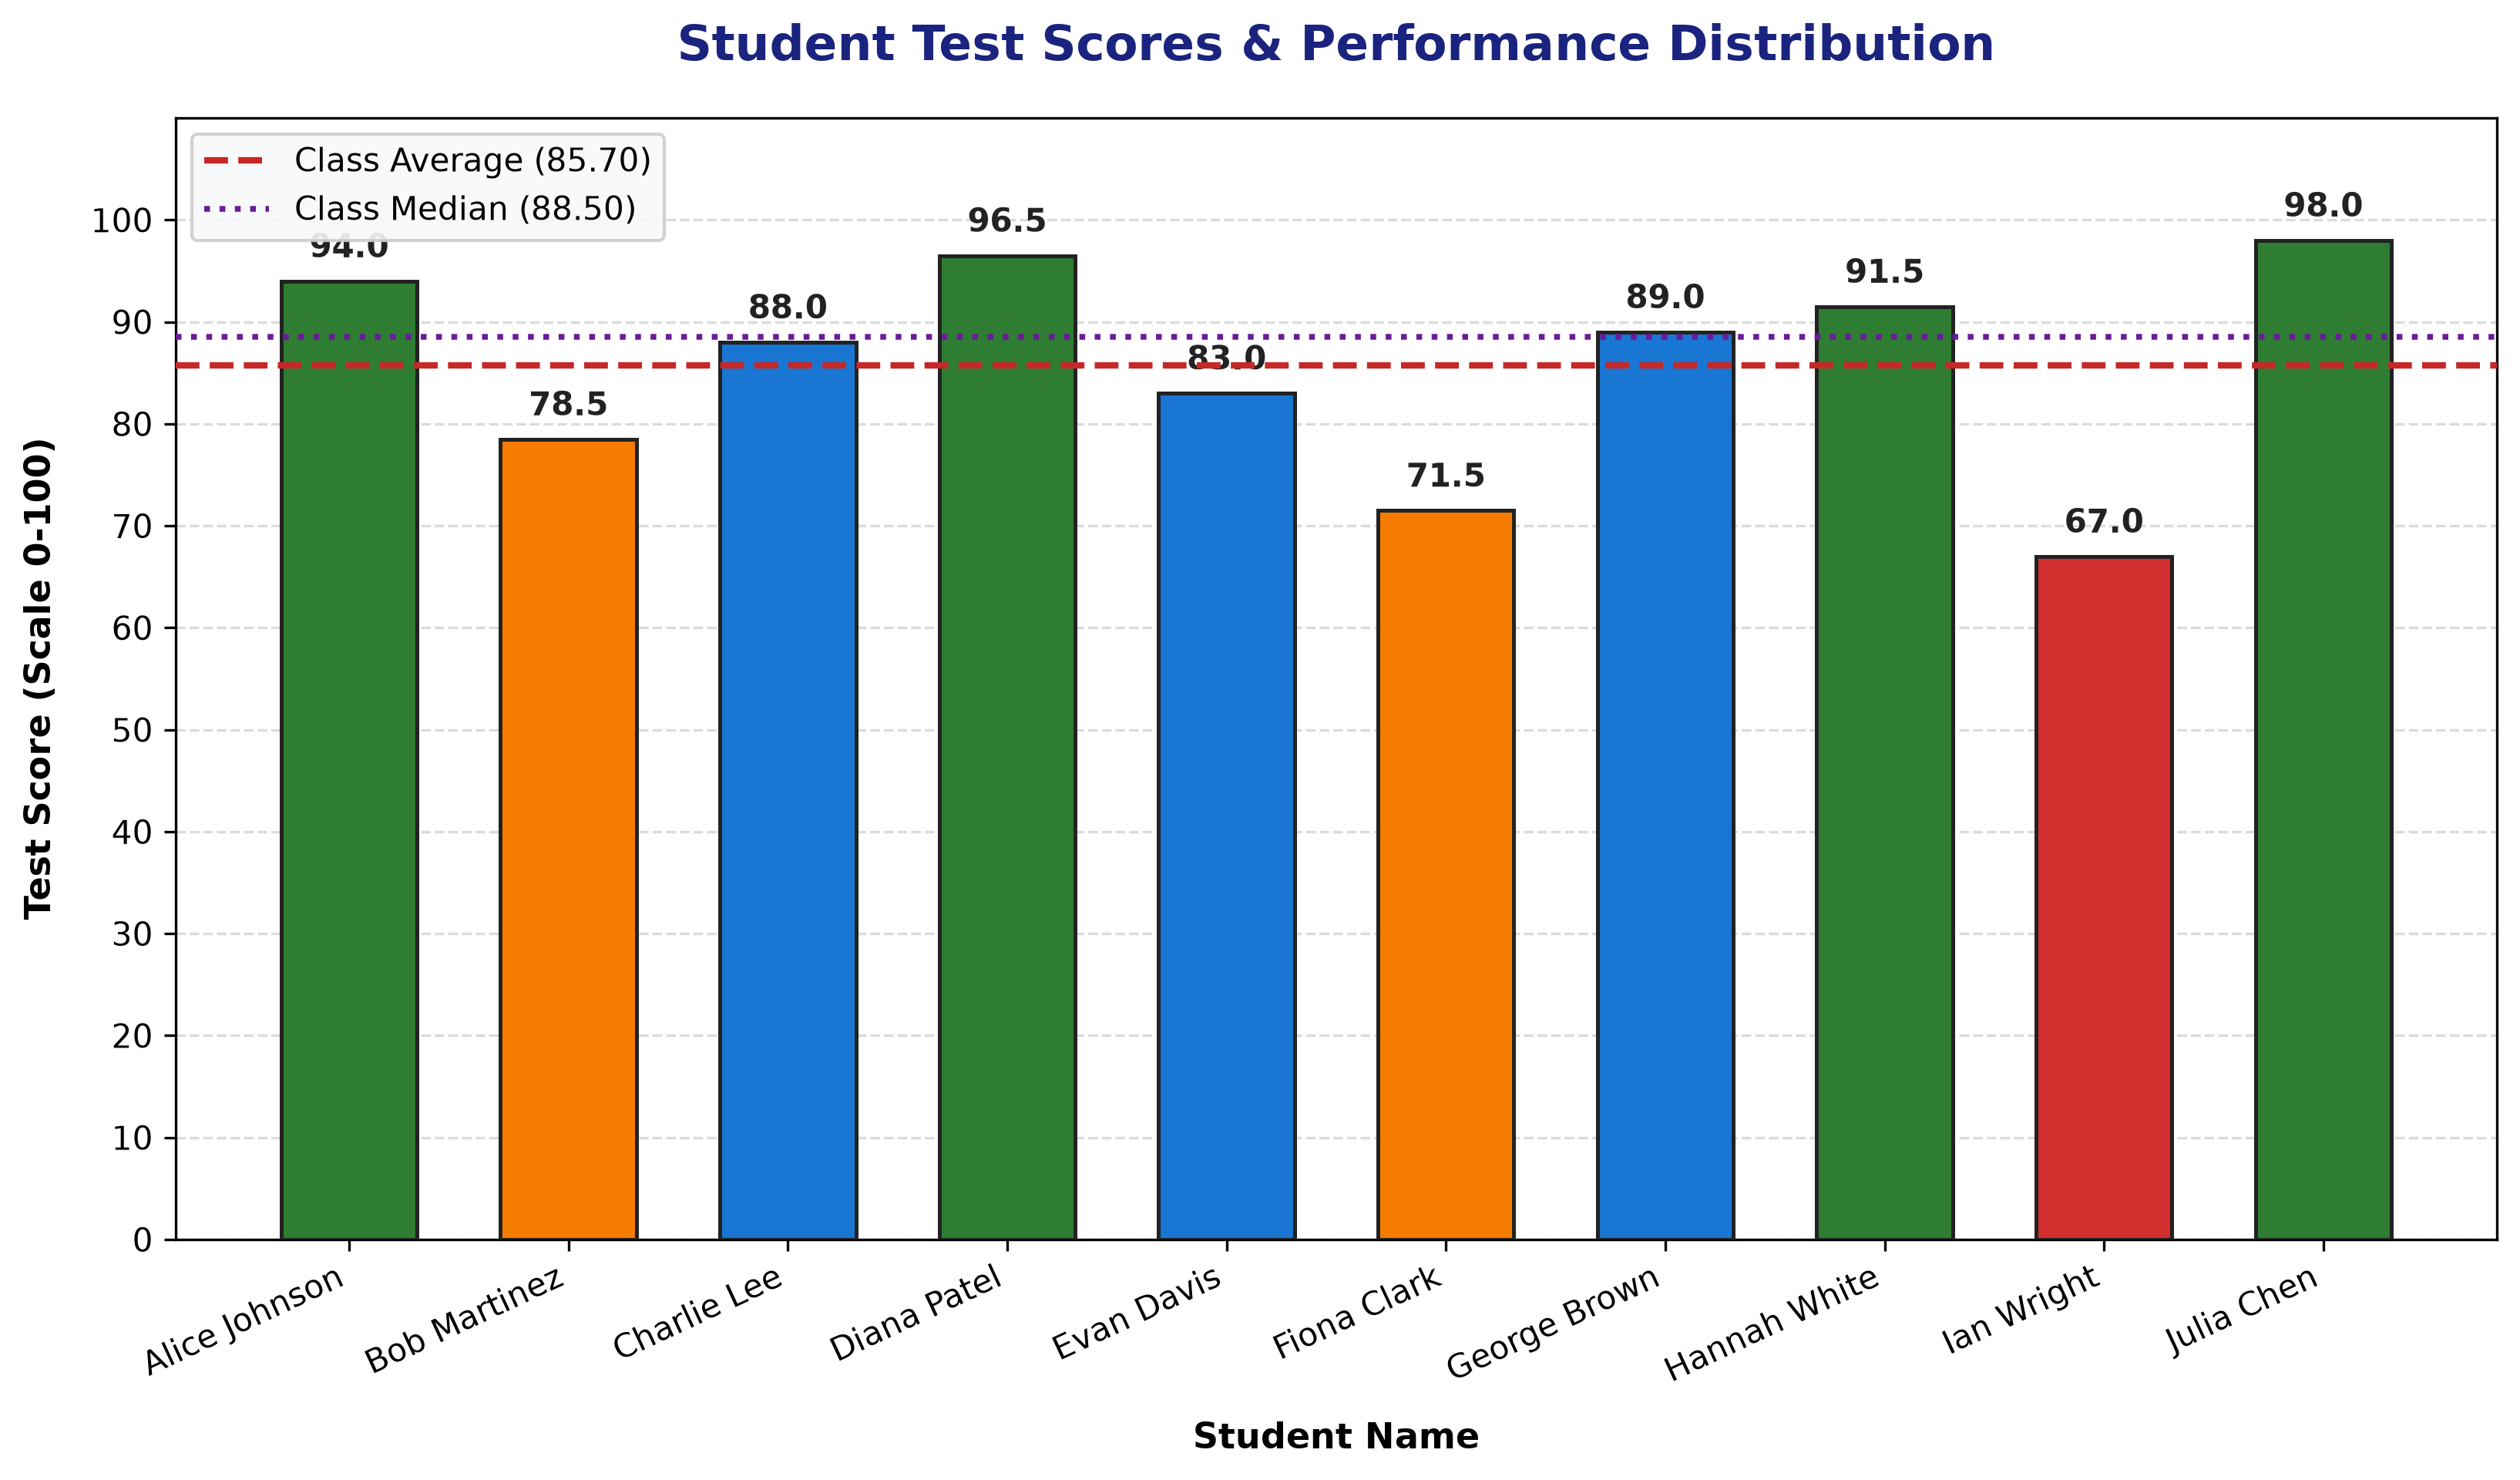 Student Test Scores & Performance Distribution
Class Average (85.70)
Class Median (88.50)
94.0
78.5
88.0
96.5
83.0
71.5
89.0
91.5
67.0
98.0
Test Score (Scale 0-100)
100
90
80
70
60
50
40
30
20
10
0
Alice Johnson
Bob Martinez
Charlie Lee
Diana Patel
Evan Davis
Fiona Clark
George Brown
Hannah White
Ian Wright
Julia Chen
Student Name